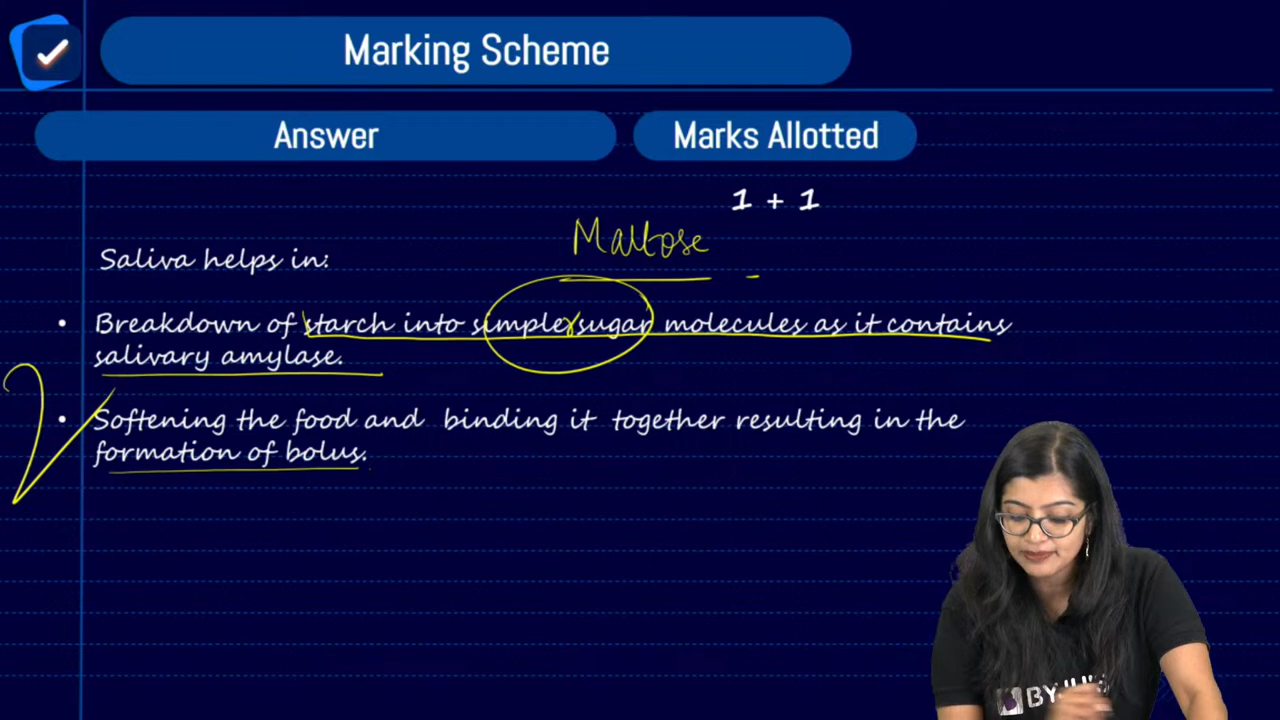 Marking Scheme
Answer
Marks Allotted
1 + 1
Maltose
Saliva helps in:
• Breakdown of starch into simpler sugar molecules as it contains
salivary amylase.
• Softening the food and binding it together resulting in the
formation of bolus.